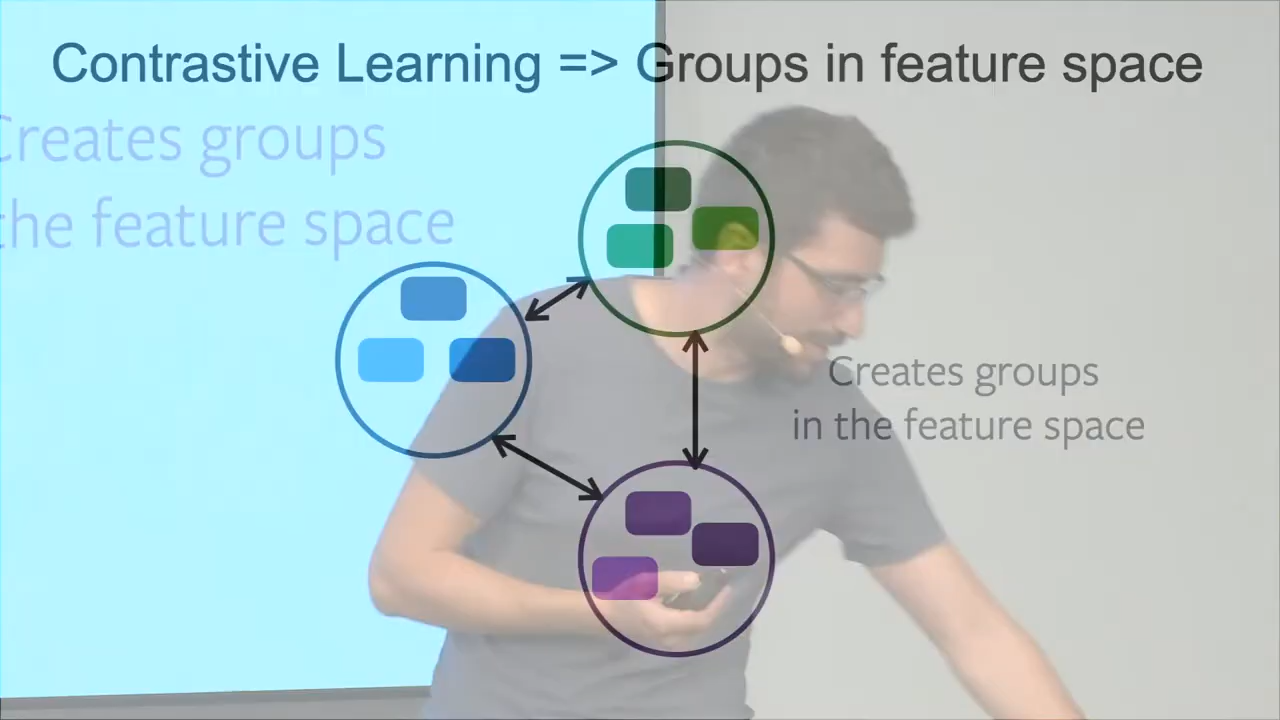 Contrastive Learning => Groups in feature space
Creates groups
the feature space
Creates groups
in the feature space